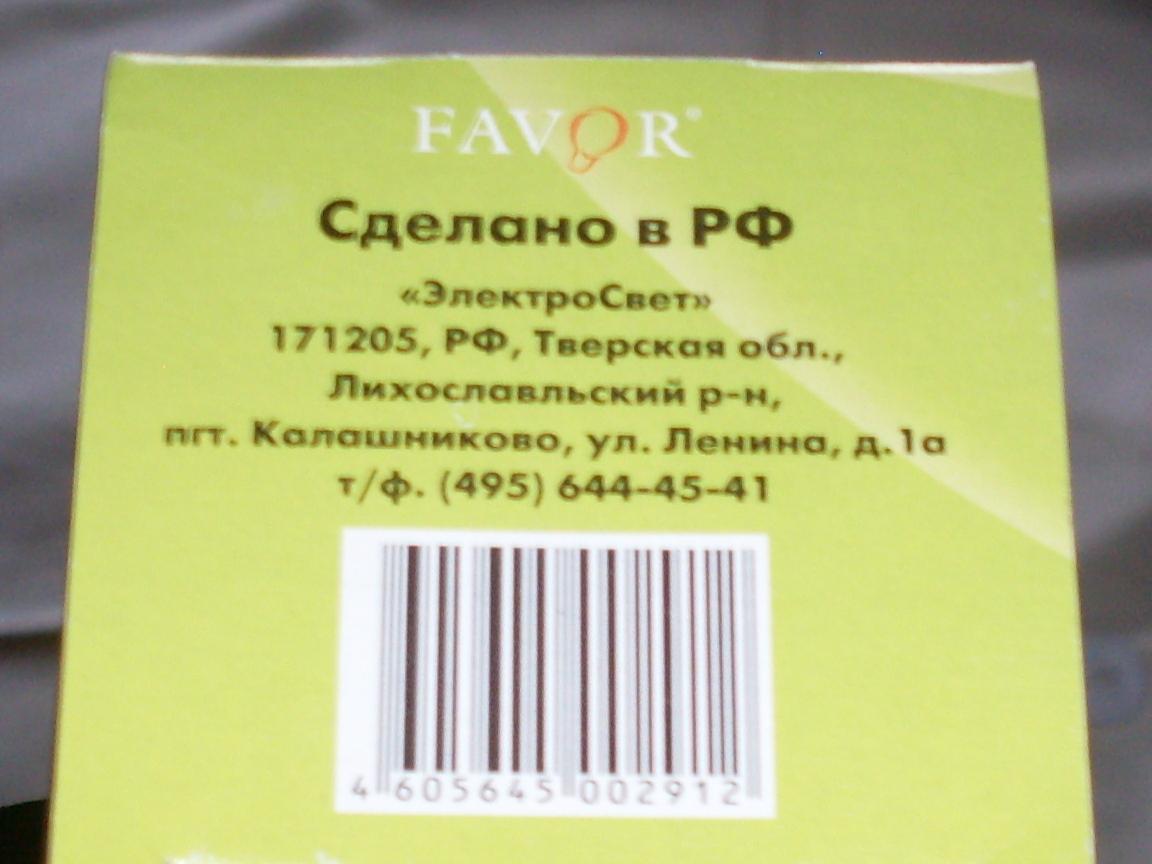 FAVOR®
Сделано в РФ
«ЭлектроСвет»
171205, РФ, Тверская обл.,
Лихославльский р-н,
пгт. Калашниково, ул. Ленина, д.1а
т/ф. (495) 644-45-41
4 605645 002912